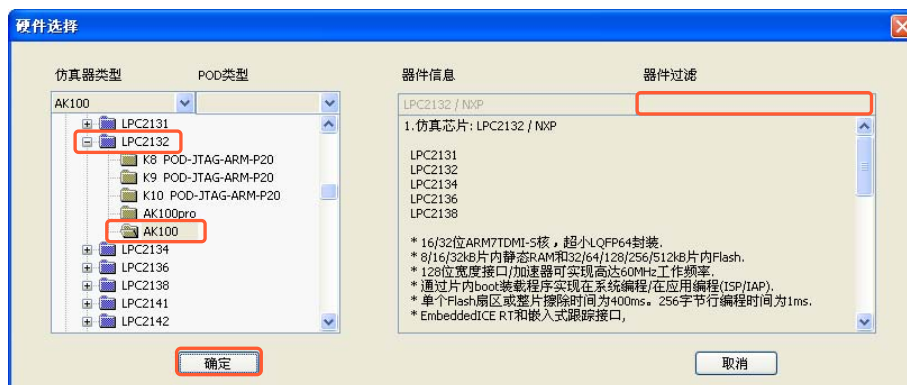 硬件选择
仿真器类型
POD类型
器件信息
器件过滤
AK100
LPC2132 / NXP
LPC2131
LPC2132
K8 POD-JTAG-ARM-P20
K9 POD-JTAG-ARM-P20
K10 POD-JTAG-ARM-P20
AK100pro
AK100
LPC2134
LPC2136
LPC2138
LPC2141
LPC2142
1.仿真芯片: LPC2132 / NXP
LPC2131
LPC2132
LPC2134
LPC2136
LPC2138
* 16/32位ARM7TDMI-S核，超小LQFP64封装.
* 8/16/32kB片内静态RAM和32/64/128/256/512kB片内Flash.
* 128位宽度接口/加速器可实现高达60MHz工作频率.
* 通过片内boot装载程序实现在系统编程/在应用编程(ISP/IAP).
* 单个Flash扇区或整片擦除时间为400ms。256字节行编程时间为1ms.
* EmbeddedICE RT和嵌入式跟踪接口,
确定
取消